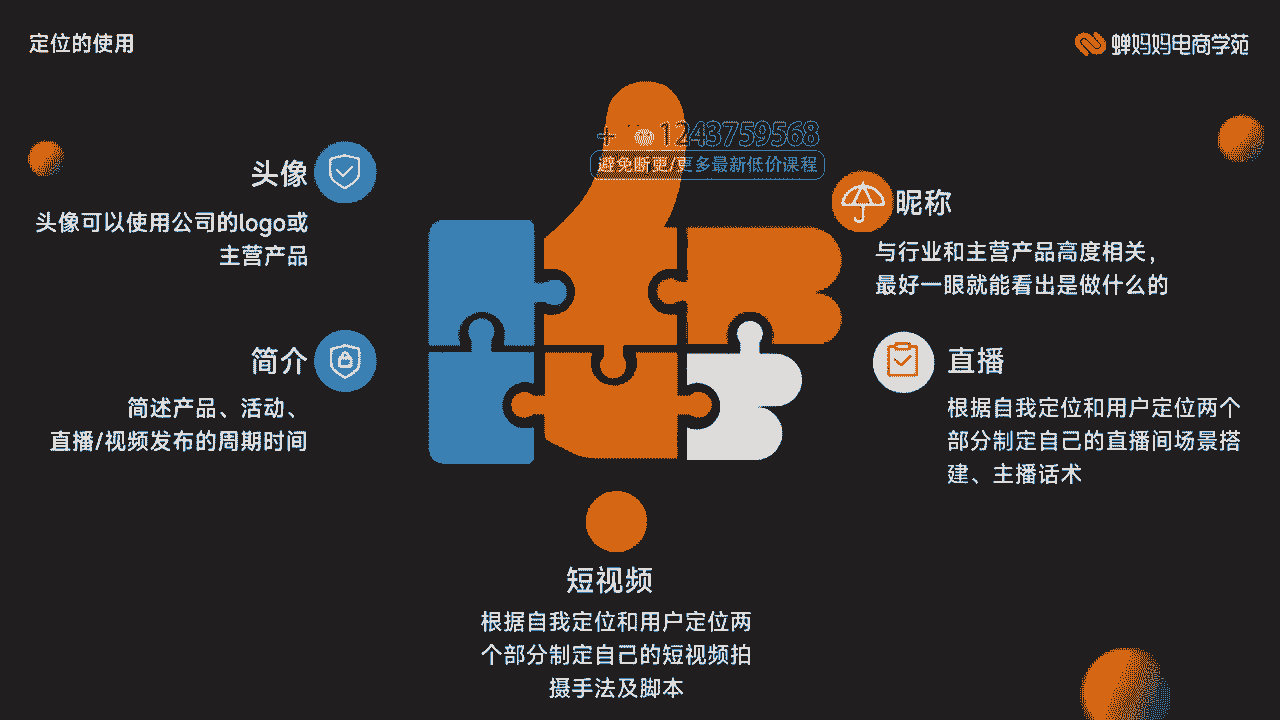 定位的使用
蝉妈妈电商学苑
+ 1243759568
避免断更/更多最新低价课程
头像
头像可以使用公司的logo或
主营产品
昵称
与行业和主营产品高度相关，
最好一眼就能看出是做什么的
简介
简述产品、活动、
直播/视频发布的周期时间
直播
根据自我定位和用户定位两个
部分制定自己的直播间场景搭
建、主播话术
短视频
根据自我定位和用户定位两
个部分制定自己的短视频拍
摄手法及脚本